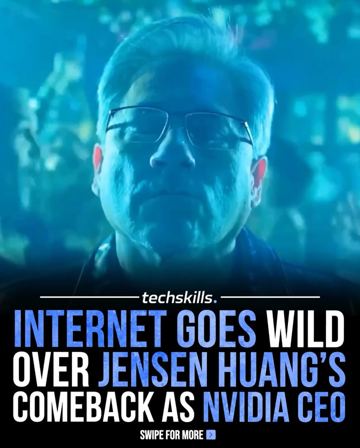 techskills.
INTERNET GOES WILD
OVER JENSEN HUANG'S
COMEBACK AS NVIDIA CEO
SWIPE FOR MORE